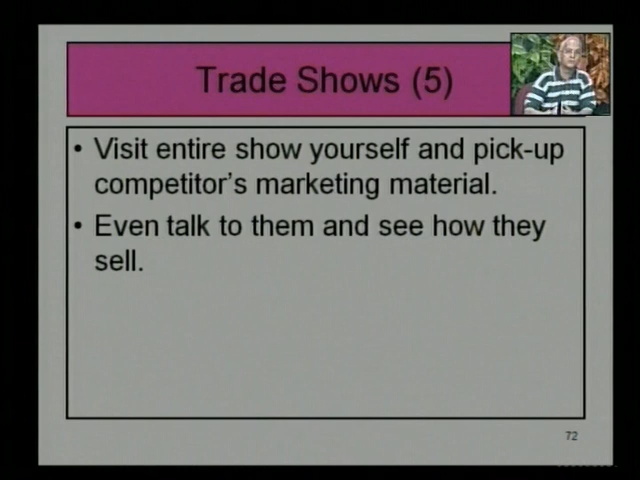 Trade Shows (5)
• Visit entire show yourself and pick-up
competitor's marketing material.
• Even talk to them and see how they
sell.
72